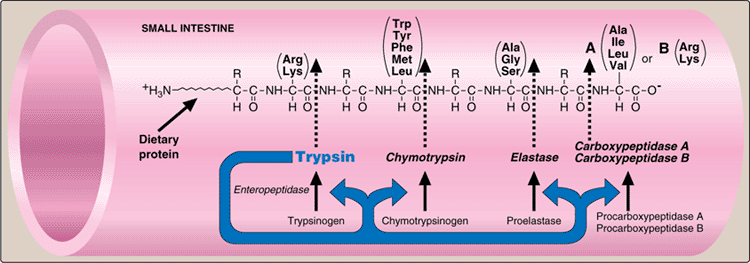 SMALL INTESTINE
Arg
Lys
Trp
Tyr
Phe
Met
Leu
Ala
Gly
Ser
A
Ala
Ile
Leu
Val
or
B
Arg
Lys
R R R R R
⁺H₃N C–C–NH–C–C–NH–C–C–NH–C–C–NH–C–C–NH–C–C–NH–C–C–NH–C–C–O⁻
H O H O H O H O H O H O H O H O
Dietary
protein
Trypsin
Chymotrypsin
Elastase
Carboxypeptidase A
Carboxypeptidase B
Enteropeptidase
Trypsinogen
Chymotrypsinogen
Proelastase
Procarboxypeptidase A
Procarboxypeptidase B